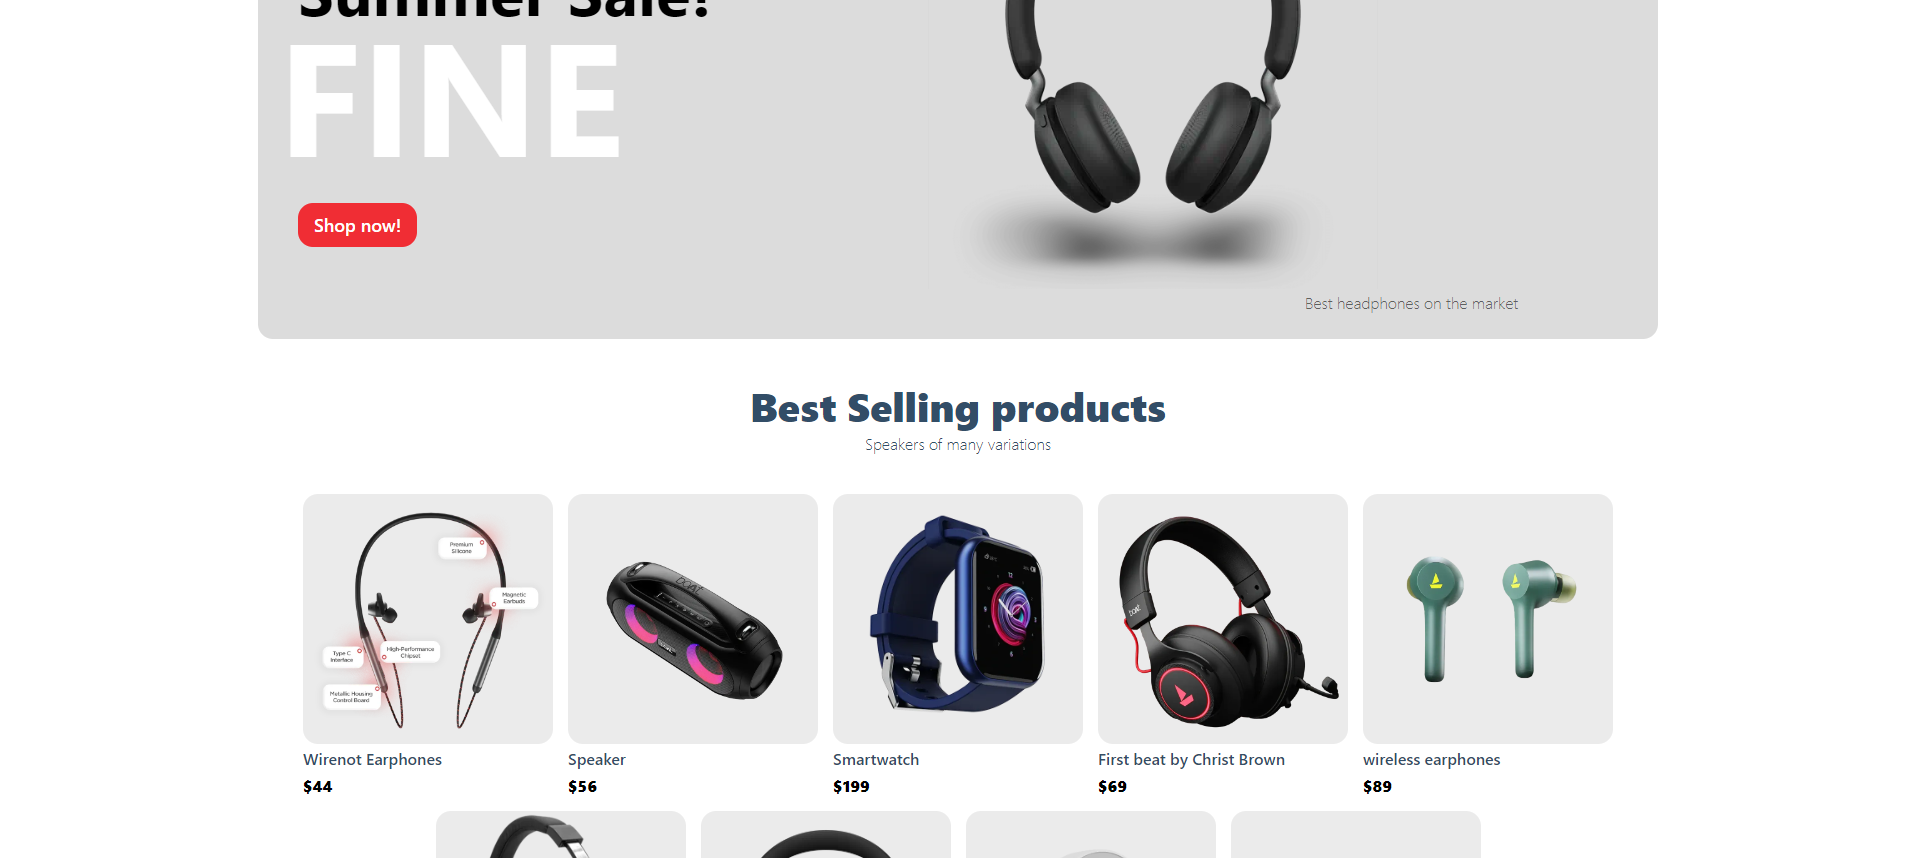 Summer Sale!
FINE
Shop now!
Best headphones on the market
Best Selling products
Speakers of many variations
Premium
Silicone
Magnetic
Earbuds
Type C
Interface
High-Performance
Chipset
Metallic Housing
Control Board
boAt
boAt
Wirenot Earphones
Speaker
Smartwatch
First beat by Christ Brown
wireless earphones
$44
$56
$199
$69
$89